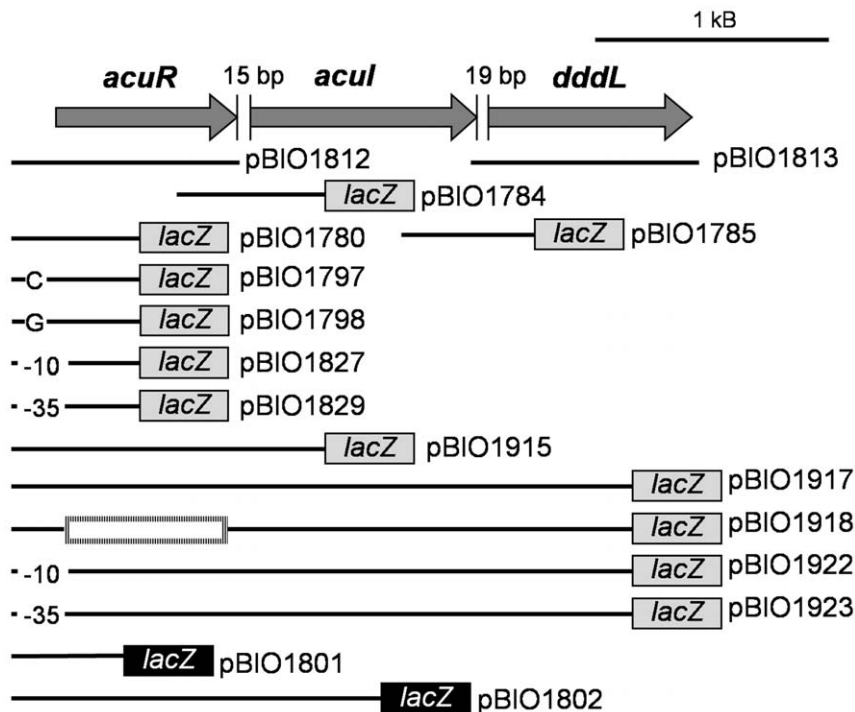 1 kB
acuR 15 bp acuI 19 bp dddL
pBIO1812 pBIO1813
lacZ pBIO1784
lacZ pBIO1780 lacZ pBIO1785
C lacZ pBIO1797
G lacZ pBIO1798
-10 lacZ pBIO1827
-35 lacZ pBIO1829
lacZ pBIO1915
lacZ pBIO1917
lacZ pBIO1918
-10 lacZ pBIO1922
-35 lacZ pBIO1923
lacZ pBIO1801
lacZ pBIO1802